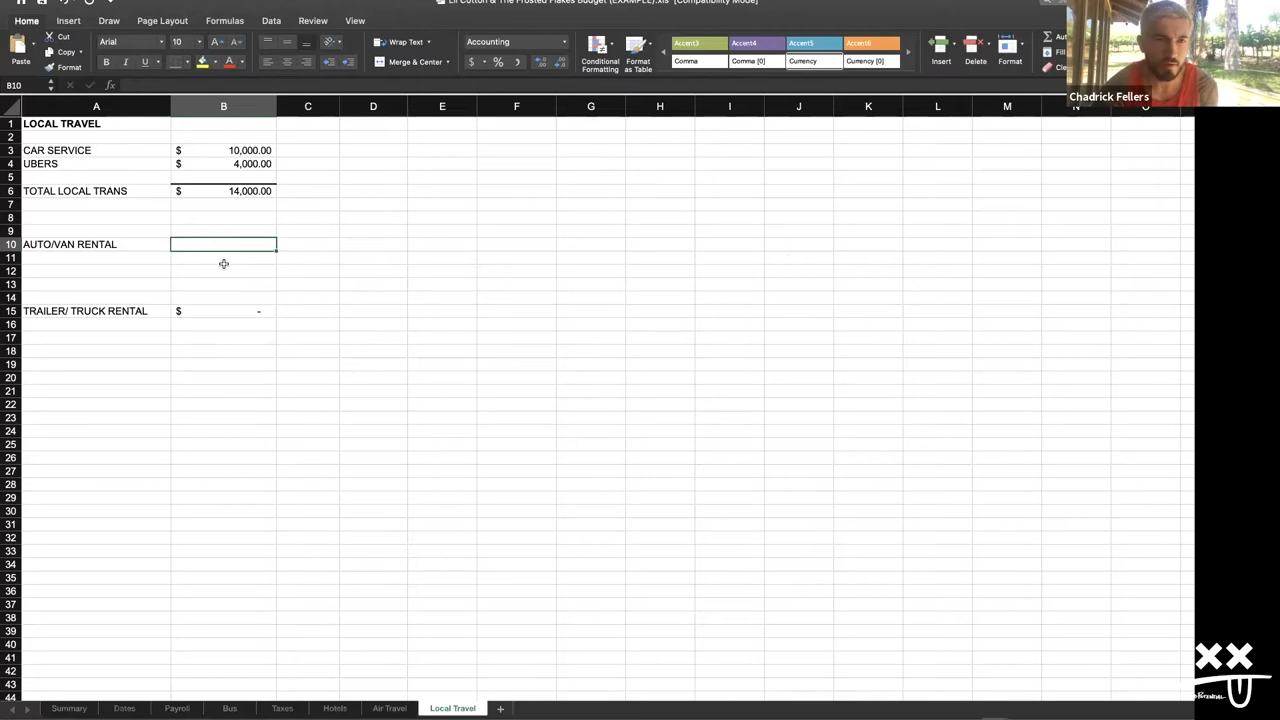 Lil Cotton & The Frosted Flakes Budget (EXAMPLE).xls [Compatibility Mode]
Home Insert Draw Page Layout Formulas Data Review View
Paste
Cut
Copy
Format
Arial 10 A A
B I U A
Wrap Text
Merge & Center
Accounting
$ %
Conditional
Formatting
Format
as Table
Accent3 Accent4 Accent5 Accent6
Comma Comma [0] Currency Currency [0]
Insert Delete Format
Fill
Chadrick Fellers
B10 fx
A B C D E F G H I J K L M
1 LOCAL TRAVEL
2
3 CAR SERVICE $ 10,000.00
4 UBERS $ 4,000.00
5
6 TOTAL LOCAL TRANS $ 14,000.00
7
8
9
10 AUTO/VAN RENTAL
11
12
13
14
15 TRAILER/ TRUCK RENTAL $ -
16
17
18
19
20
21
22
23
24
25
26
27
28
29
30
31
32
33
34
35
36
37
38
39
40
41
42
43
44
Summary Dates Payroll Bus Taxes Hotels Air Travel Local Travel +
XX